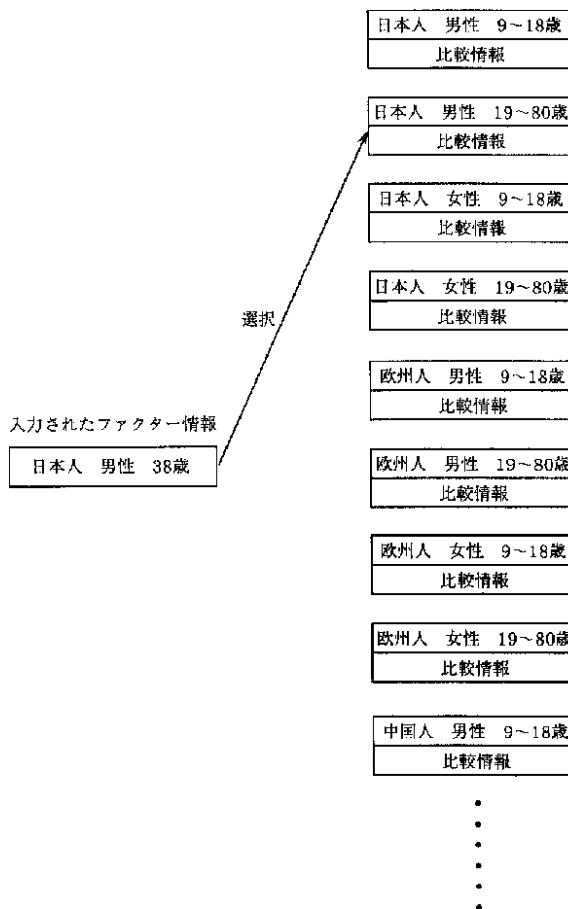 日本人 男性 9～18歳
比較情報
日本人 男性 19～80歳
比較情報
日本人 女性 9～18歳
比較情報
日本人 女性 19～80歳
比較情報
選択
欧州人 男性 9～18歳
比較情報
入力されたファクター情報
日本人 男性 38歳
欧州人 男性 19～80歳
比較情報
欧州人 女性 9～18歳
比較情報
欧州人 女性 19～80歳
比較情報
中国人 男性 9～18歳
比較情報